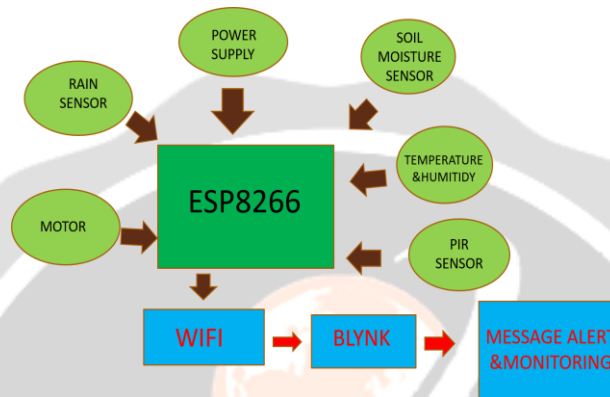 POWER
SUPPLY
SOIL
MOISTURE
SENSOR
RAIN
SENSOR
ESP8266
TEMPERATURE
&HUMITIDY
MOTOR
PIR
SENSOR
WIFI
BLYNK
MESSAGE ALERT
&MONITORING